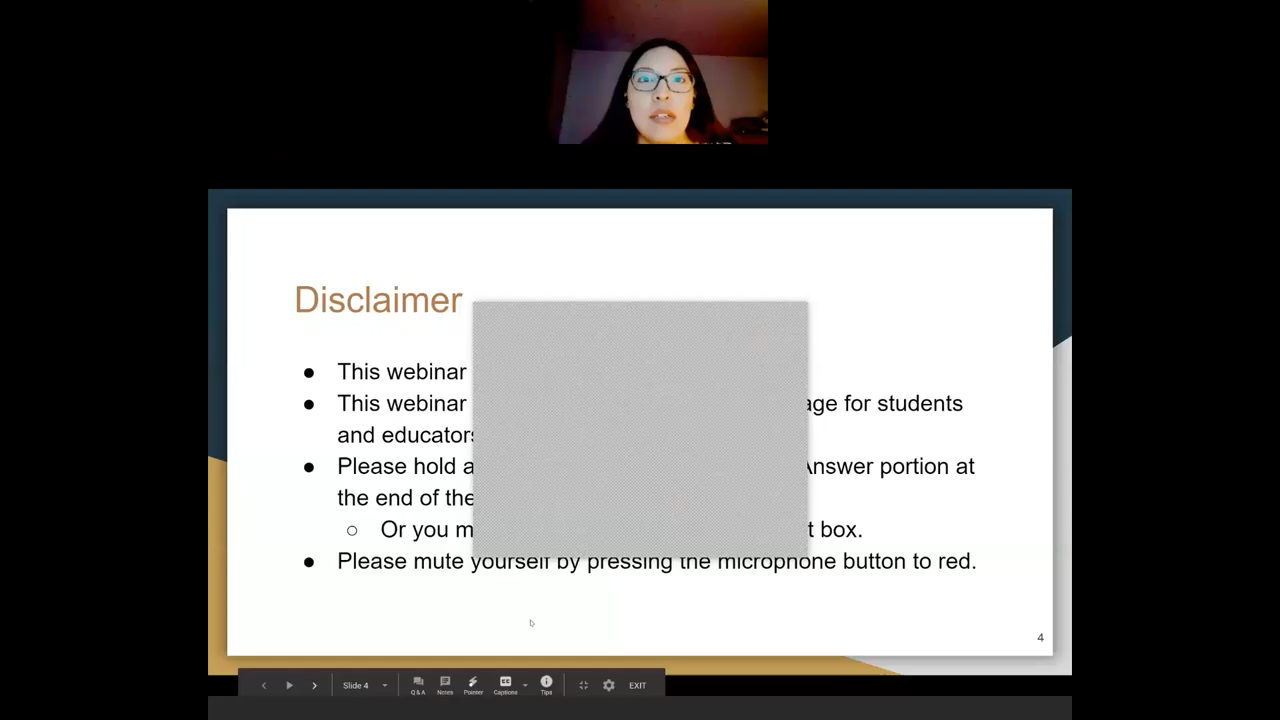 Disclaimer
● This webinar
● This webinar age for students
and educators
● Please hold a Answer portion at
the end of the
○ Or you m t box.
● Please mute yourself by pressing the microphone button to red.
4
Slide 4 Q & A Notes Pointer Captions Tips EXIT